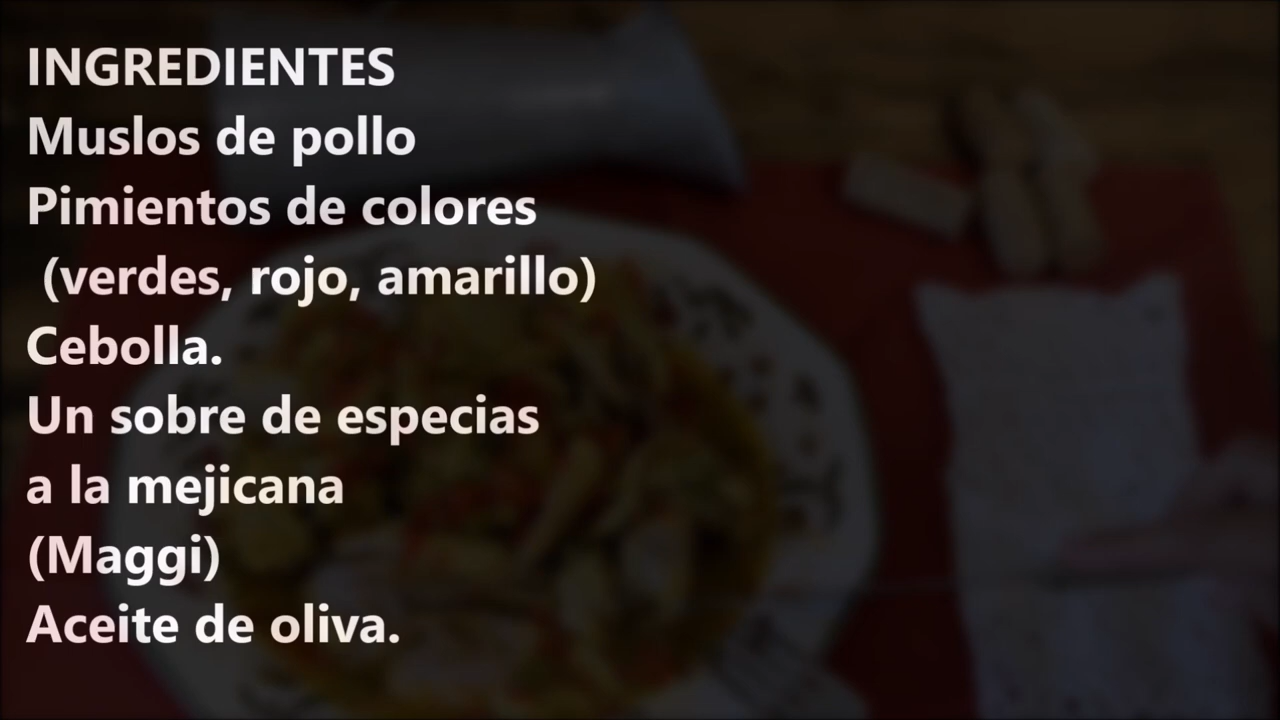 INGREDIENTES
Muslos de pollo
Pimientos de colores
(verdes, rojo, amarillo)
Cebolla.
Un sobre de especias
a la mejicana
(Maggi)
Aceite de oliva.